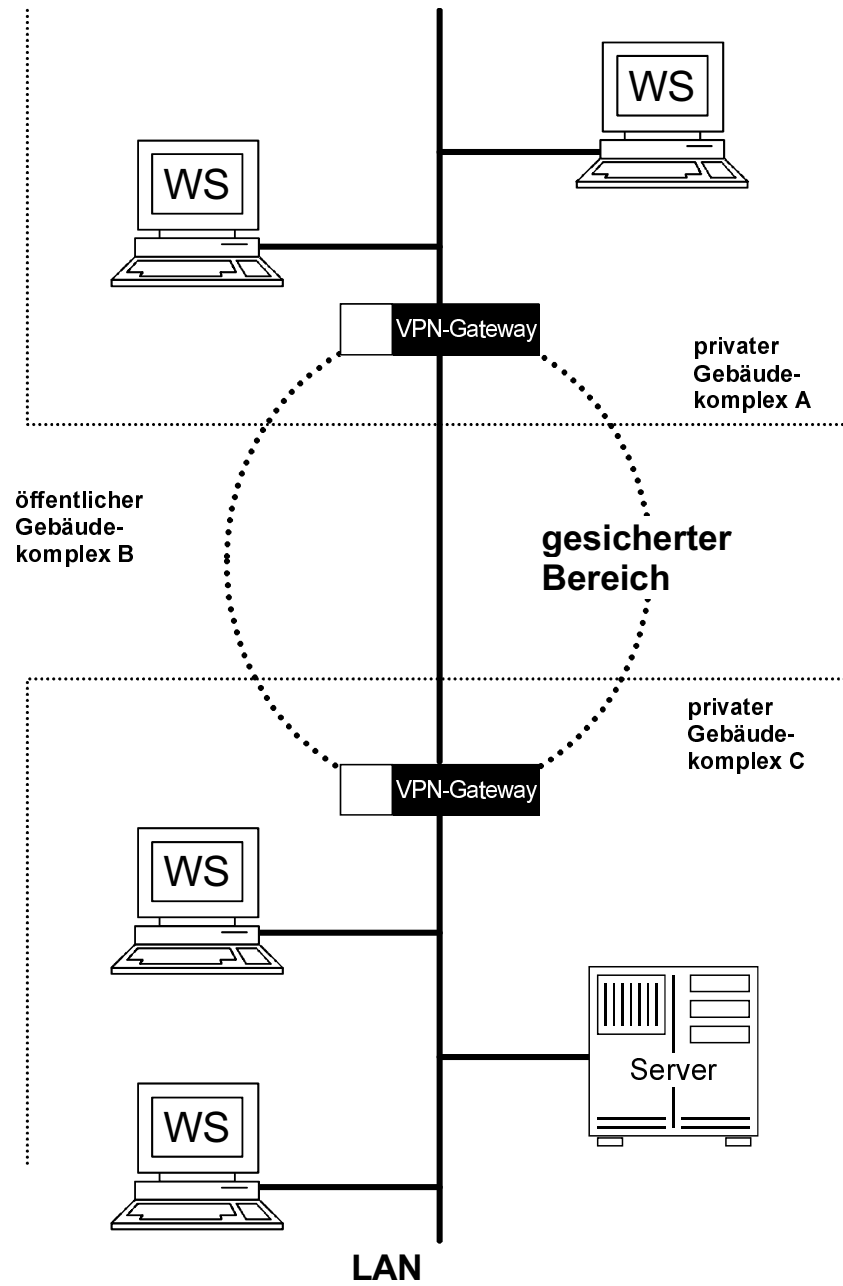 WS
WS
VPN-Gateway
privater
Gebäude-
komplex A
öffentlicher
Gebäude-
komplex B
gesicherter
Bereich
privater
Gebäude-
komplex C
VPN-Gateway
WS
Server
WS
LAN